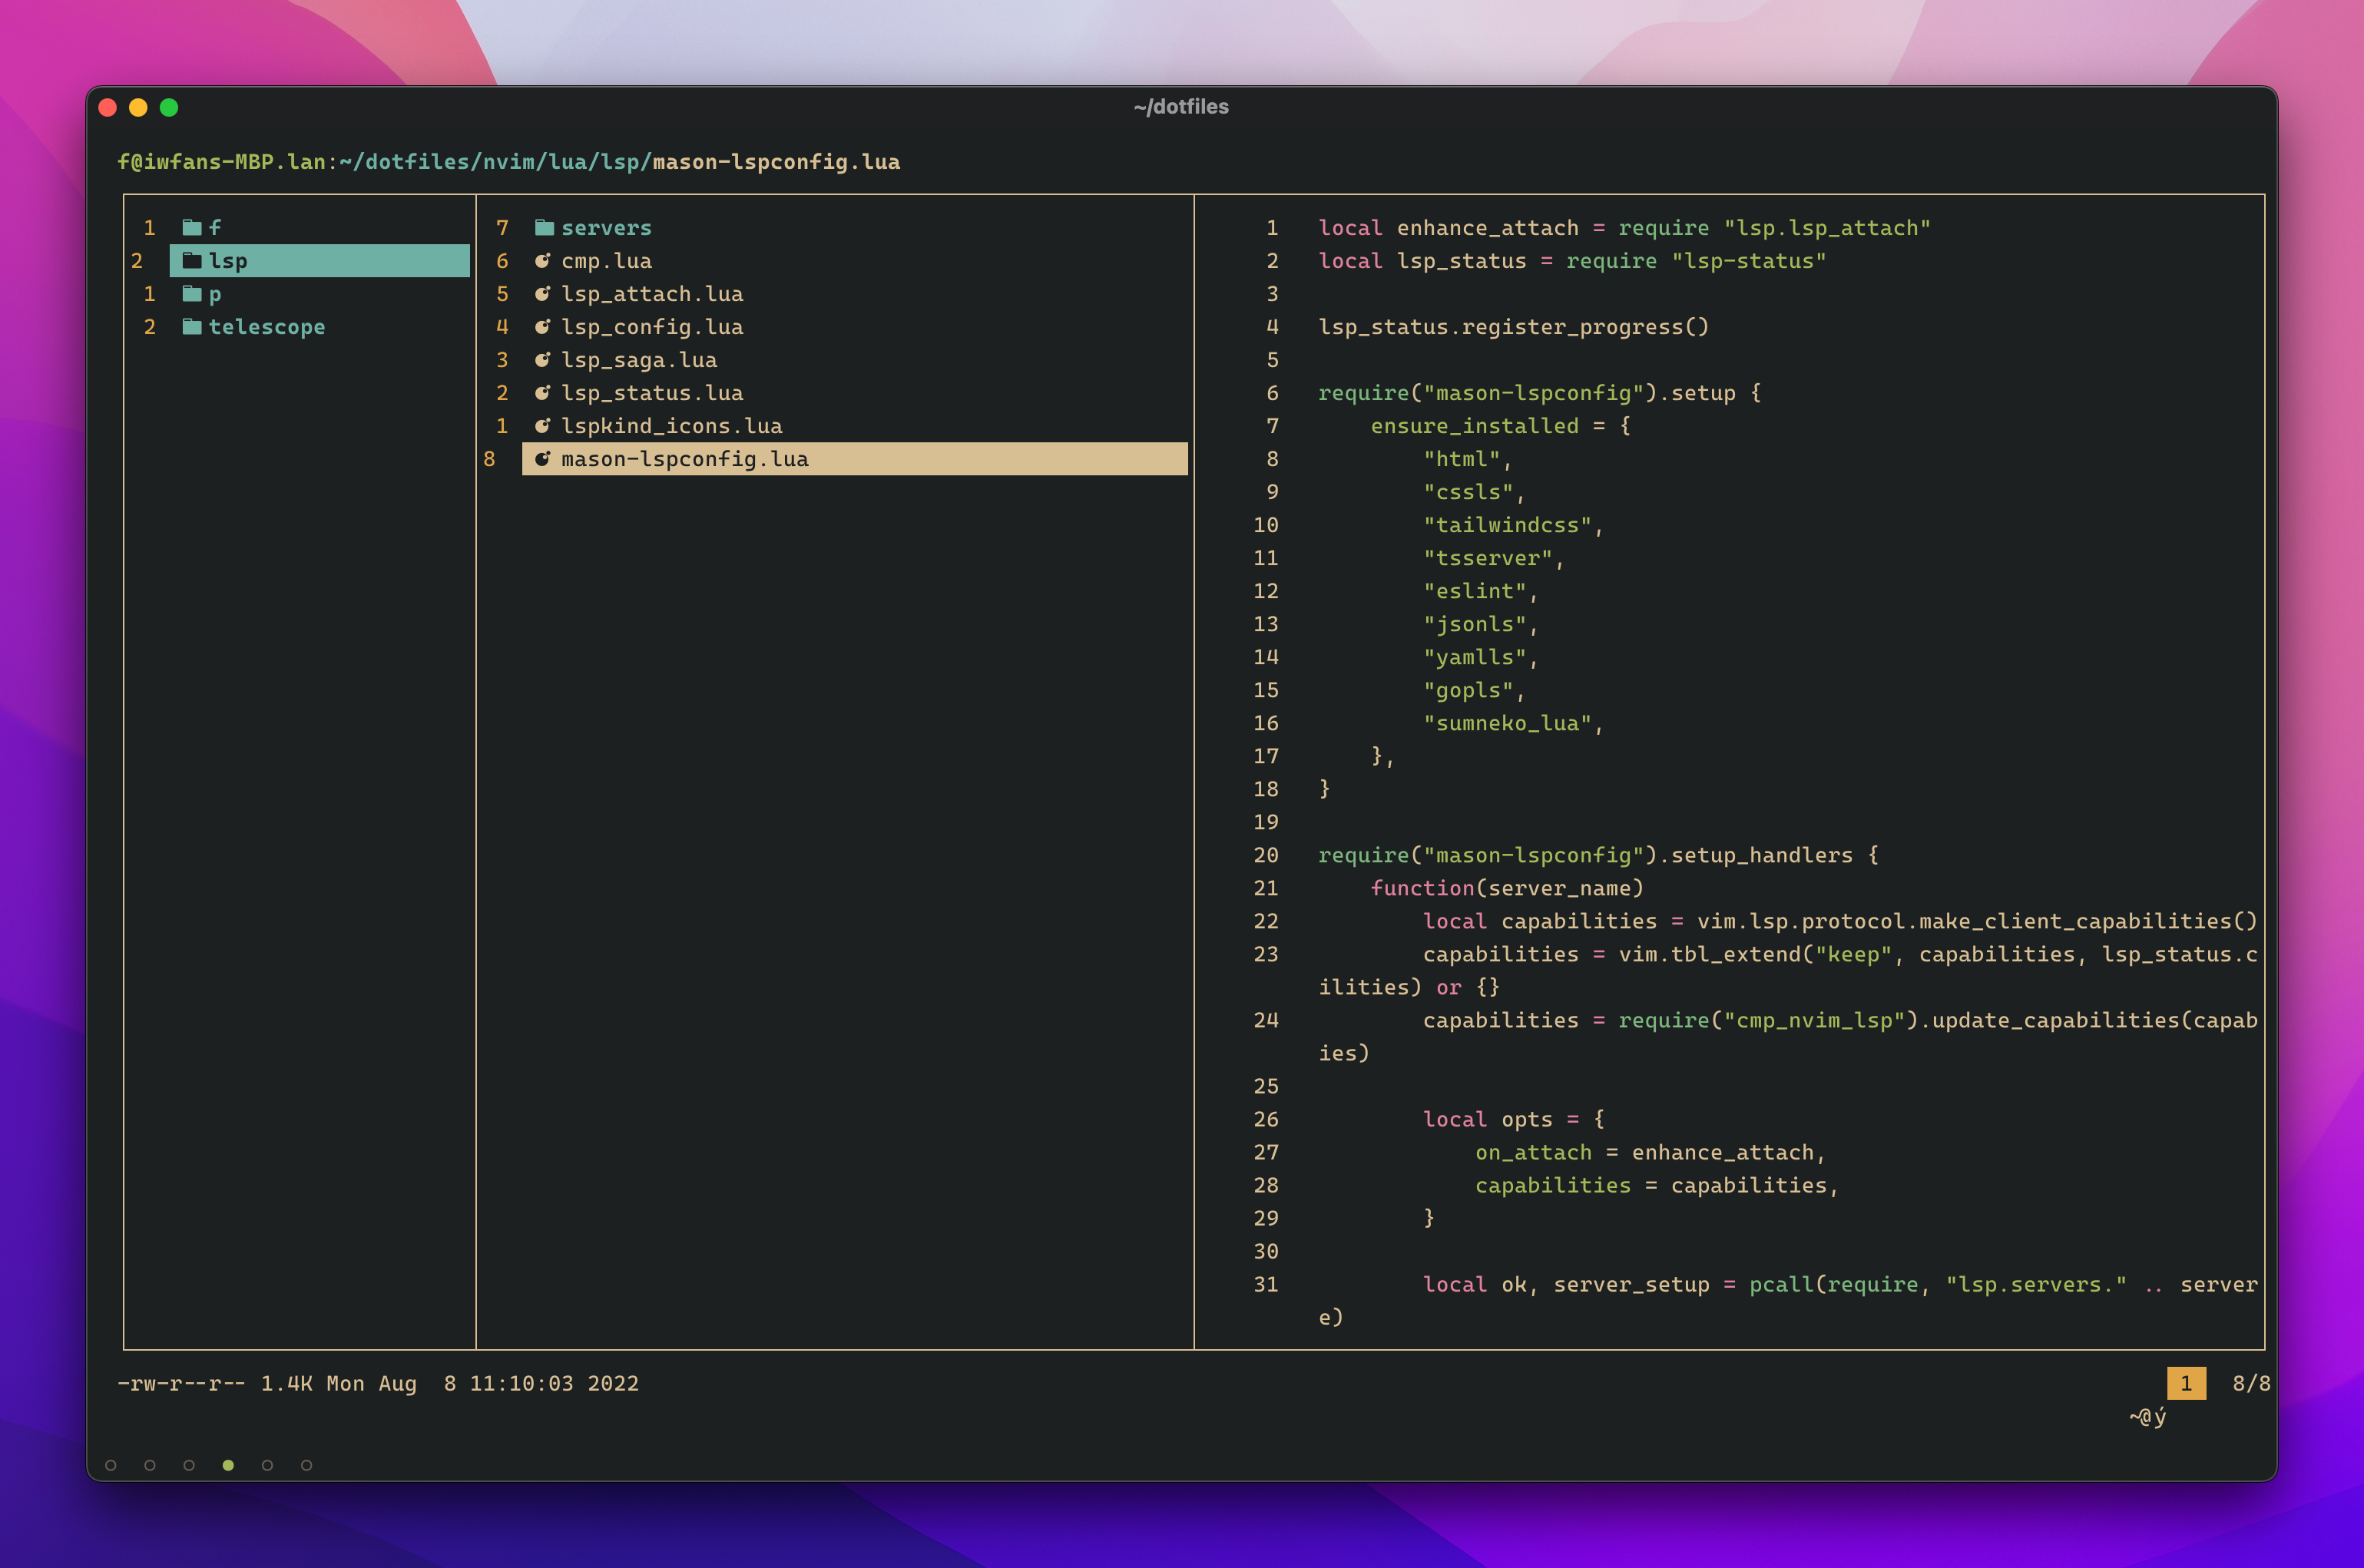 ~/dotfiles
f@iwfans-MBP.lan:~/dotfiles/nvim/lua/lsp/mason-lspconfig.lua
1 f
2 lsp
1 p
2 telescope
7 servers
6 cmp.lua
5 lsp_attach.lua
4 lsp_config.lua
3 lsp_saga.lua
2 lsp_status.lua
1 lspkind_icons.lua
8 mason-lspconfig.lua
1 local enhance_attach = require "lsp.lsp_attach"
2 local lsp_status = require "lsp-status"
3
4 lsp_status.register_progress()
5
6 require("mason-lspconfig").setup {
7     ensure_installed = {
8         "html",
9         "cssls",
10         "tailwindcss",
11         "tsserver",
12         "eslint",
13         "jsonls",
14         "yamlls",
15         "gopls",
16         "sumneko_lua",
17     },
18 }
19
20 require("mason-lspconfig").setup_handlers {
21     function(server_name)
22         local capabilities = vim.lsp.protocol.make_client_capabilities()
23         capabilities = vim.tbl_extend("keep", capabilities, lsp_status.c
ilities) or {}
24         capabilities = require("cmp_nvim_lsp").update_capabilities(capab
ies)
25
26         local opts = {
27             on_attach = enhance_attach,
28             capabilities = capabilities,
29         }
30
31         local ok, server_setup = pcall(require, "lsp.servers." .. server
e)
-rw-r--r-- 1.4K Mon Aug  8 11:10:03 2022
1 8/8
~@ý